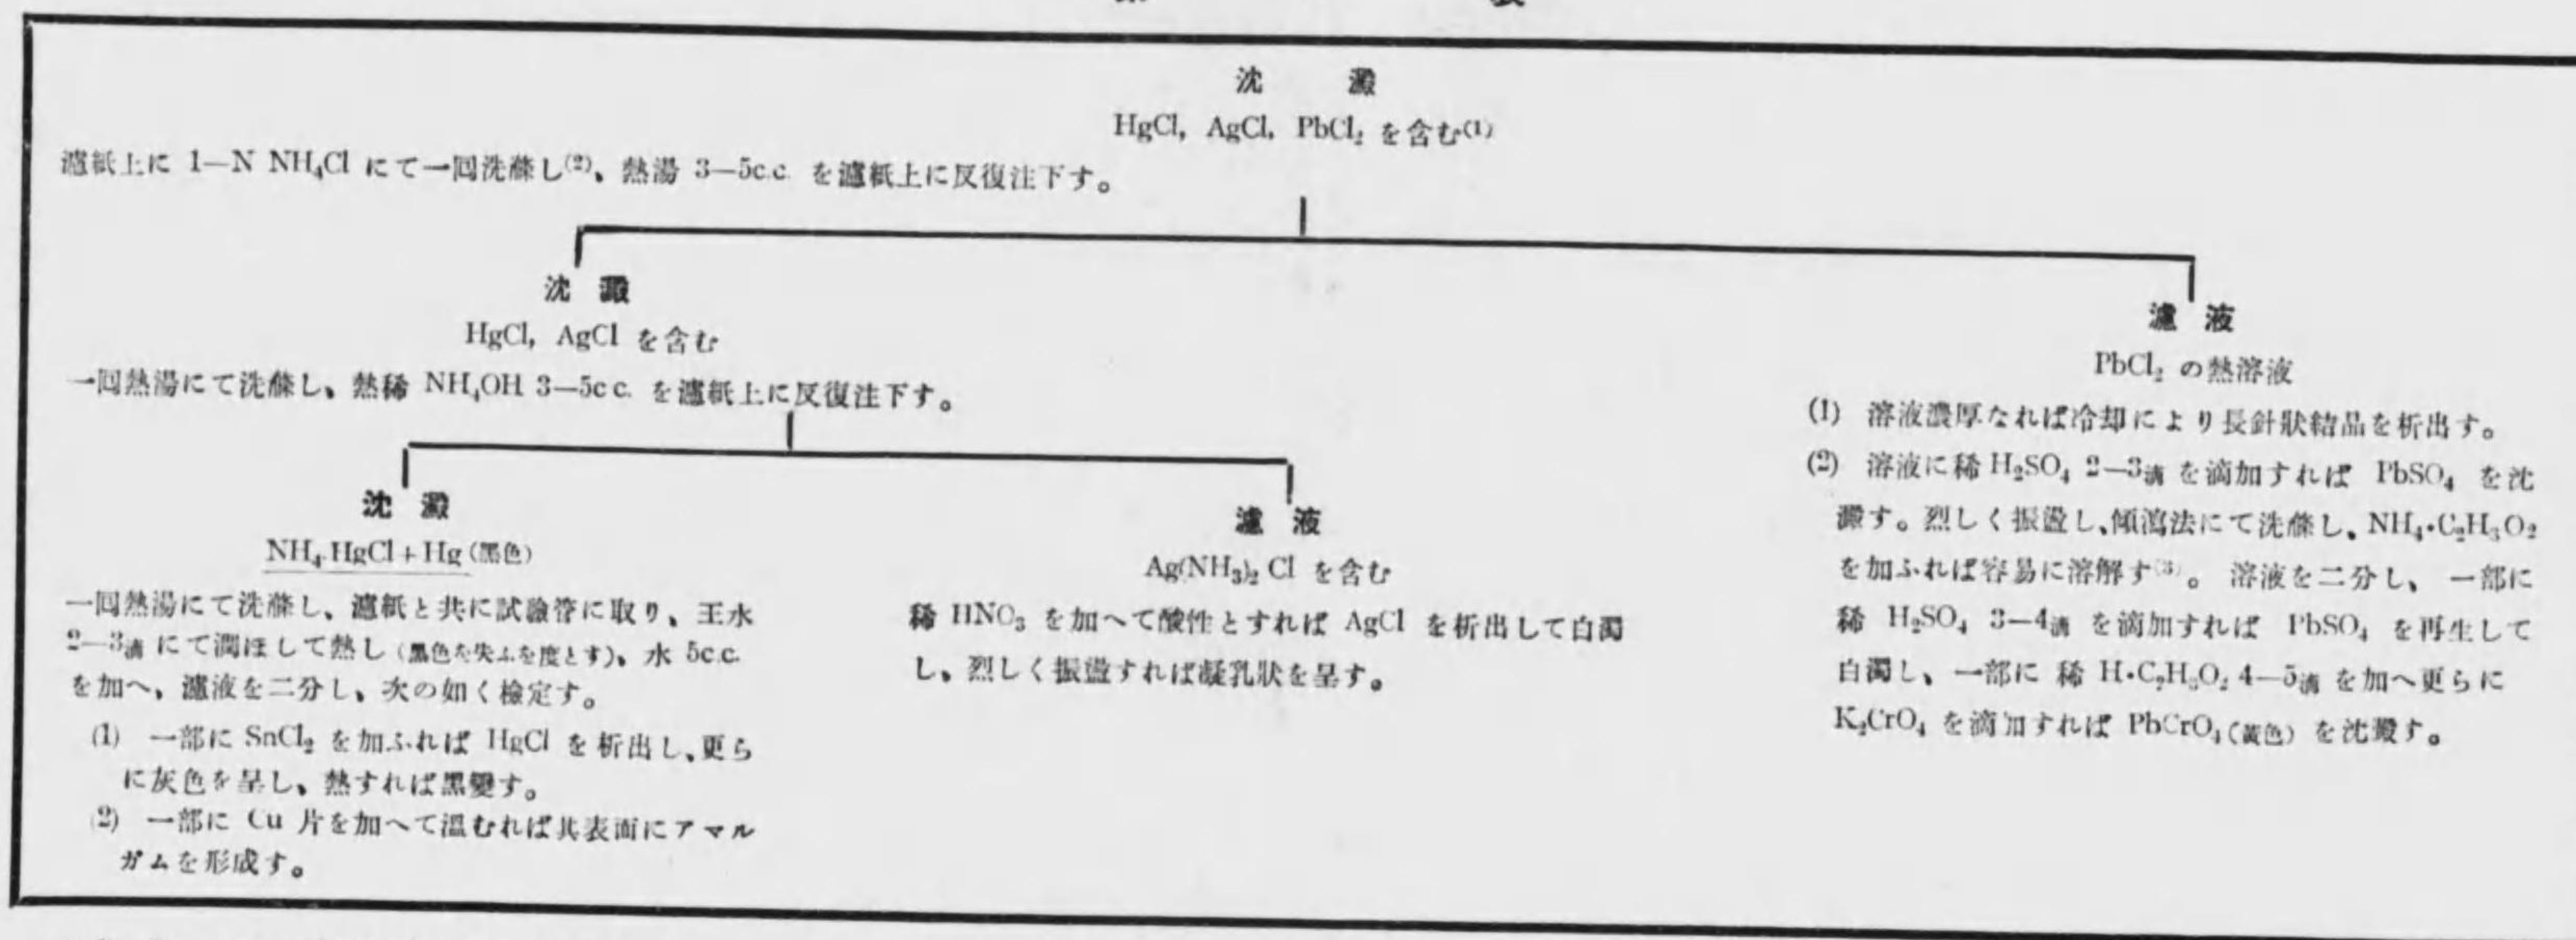 沈澱
HgCl, AgCl, PbCl₂ を含む⁽¹⁾
濾紙上に 1—N NH₄Cl にて一囘洗滌し⁽²⁾、熱湯 3—5c.c. を濾紙上に反復注下す。
沈澱
HgCl, AgCl を含む
一囘熱湯にて洗滌し、熱稀 NH₄OH 3—5c.c. を濾紙上に反復注下す。
沈澱
NH₄·HgCl+Hg(黑色)
一囘熱湯にて洗滌し、濾紙と共に試驗管に取り、王水
2—3滴 にて潤ほして熱し(黑色を失ふを度とす)、水 5c.c.
を加へ、濾液を二分し、次の如く檢定す。
(1) 一部に SnCl₂ を加ふれば HgCl を析出し、更ら
に灰色を呈し、熱すれば黑變す。
(2) 一部に Cu 片を加へて溫むれば其表面にアマル
ガムを形成す。
濾液
Ag(NH₃)₂ Cl を含む
稀 HNO₃ を加へて酸性とすれば AgCl を析出して白濁
し、烈しく振盪すれば凝乳狀を呈す。
濾液
PbCl₂ の熱溶液
(1) 溶液濃厚なれば冷却により長針狀結晶を析出す。
(2) 溶液に稀 H₂SO₄ 2—3滴 を滴加すれば PbSO₄ を沈
澱す。烈しく振盪し、傾瀉法にて洗滌し、NH₄·C₂H₃O₂
を加ふれば容易に溶解す⁽³⁾。溶液を二分し、一部に
稀 H₂SO₄ 3—4滴 を滴加すれば PbSO₄ を再生して
白濁し、一部に 稀 H·C₂H₃O₂ 4—5滴 を加へ更らに
K₂CrO₄ を滴加すれば PbCrO₄(黃色) を沈澱す。